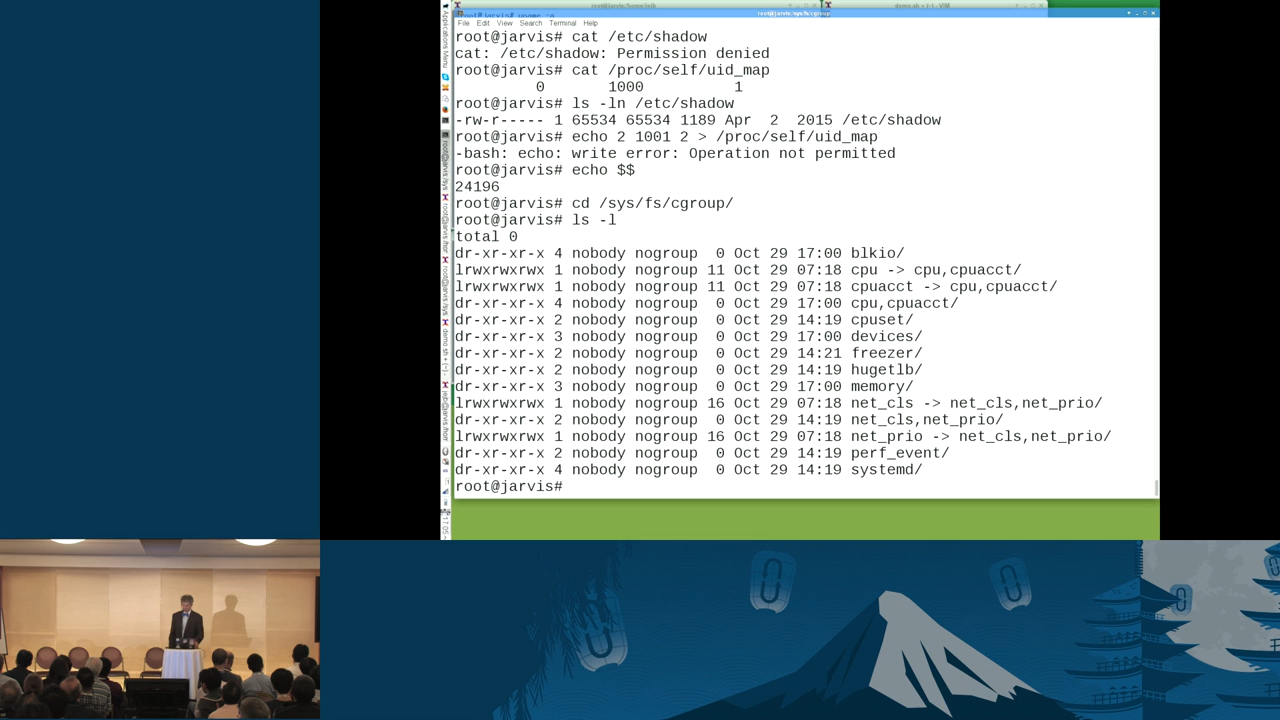 root@jarvis:/sys/fs/cgroup
File Edit View Search Terminal Help
root@jarvis# cat /etc/shadow
cat: /etc/shadow: Permission denied
root@jarvis# cat /proc/self/uid_map
0 1000 1
root@jarvis# ls -ln /etc/shadow
-rw-r----- 1 65534 65534 1189 Apr 2 2015 /etc/shadow
root@jarvis# echo 2 1001 2 > /proc/self/uid_map
-bash: echo: write error: Operation not permitted
root@jarvis# echo $$
24196
root@jarvis# cd /sys/fs/cgroup/
root@jarvis# ls -l
total 0
dr-xr-xr-x 4 nobody nogroup 0 Oct 29 17:00 blkio/
lrwxrwxrwx 1 nobody nogroup 11 Oct 29 07:18 cpu -> cpu,cpuacct/
lrwxrwxrwx 1 nobody nogroup 11 Oct 29 07:18 cpuacct -> cpu,cpuacct/
dr-xr-xr-x 4 nobody nogroup 0 Oct 29 17:00 cpu,cpuacct/
dr-xr-xr-x 2 nobody nogroup 0 Oct 29 14:19 cpuset/
dr-xr-xr-x 3 nobody nogroup 0 Oct 29 17:00 devices/
dr-xr-xr-x 2 nobody nogroup 0 Oct 29 14:21 freezer/
dr-xr-xr-x 2 nobody nogroup 0 Oct 29 14:19 hugetlb/
dr-xr-xr-x 3 nobody nogroup 0 Oct 29 17:00 memory/
lrwxrwxrwx 1 nobody nogroup 16 Oct 29 07:18 net_cls -> net_cls,net_prio/
dr-xr-xr-x 2 nobody nogroup 0 Oct 29 14:19 net_cls,net_prio/
lrwxrwxrwx 1 nobody nogroup 16 Oct 29 07:18 net_prio -> net_cls,net_prio/
dr-xr-xr-x 2 nobody nogroup 0 Oct 29 14:19 perf_event/
dr-xr-xr-x 4 nobody nogroup 0 Oct 29 14:19 systemd/
root@jarvis#
Applications Menu